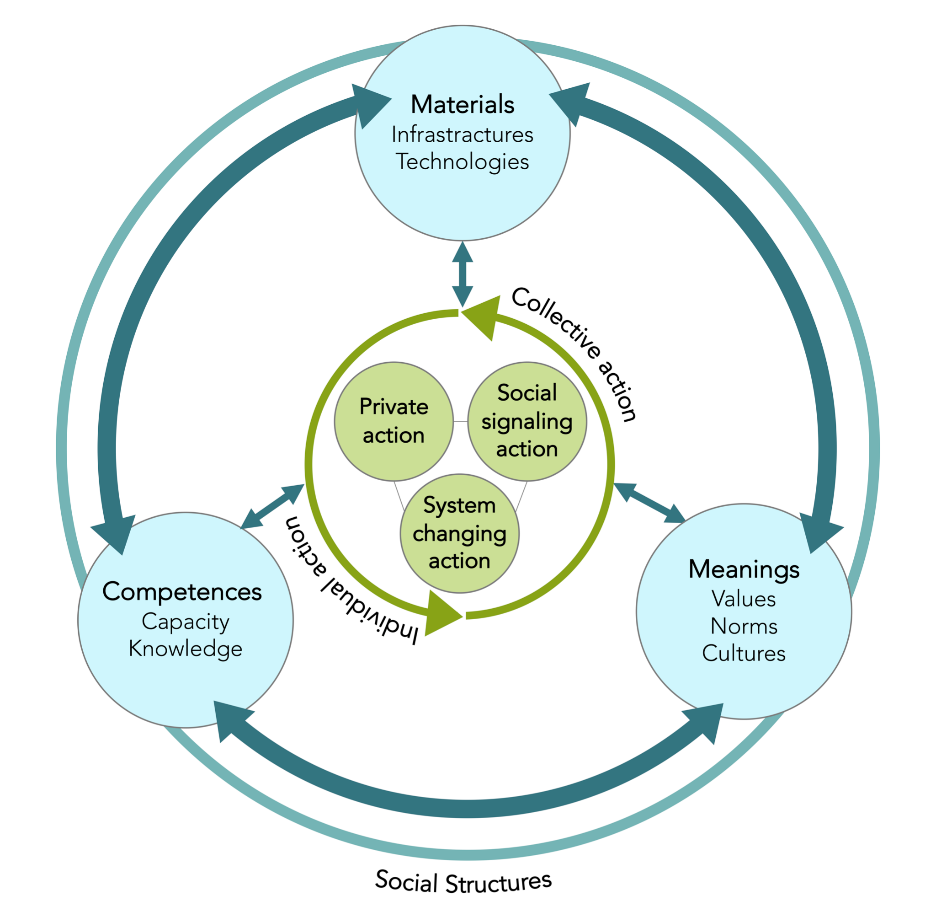 Materials
Infrastractures
Technologies
Collective action
Private
action
Social
signaling
action
System
changing
action
Individual action
Competences
Capacity
Knowledge
Meanings
Values
Norms
Cultures
Social Structures